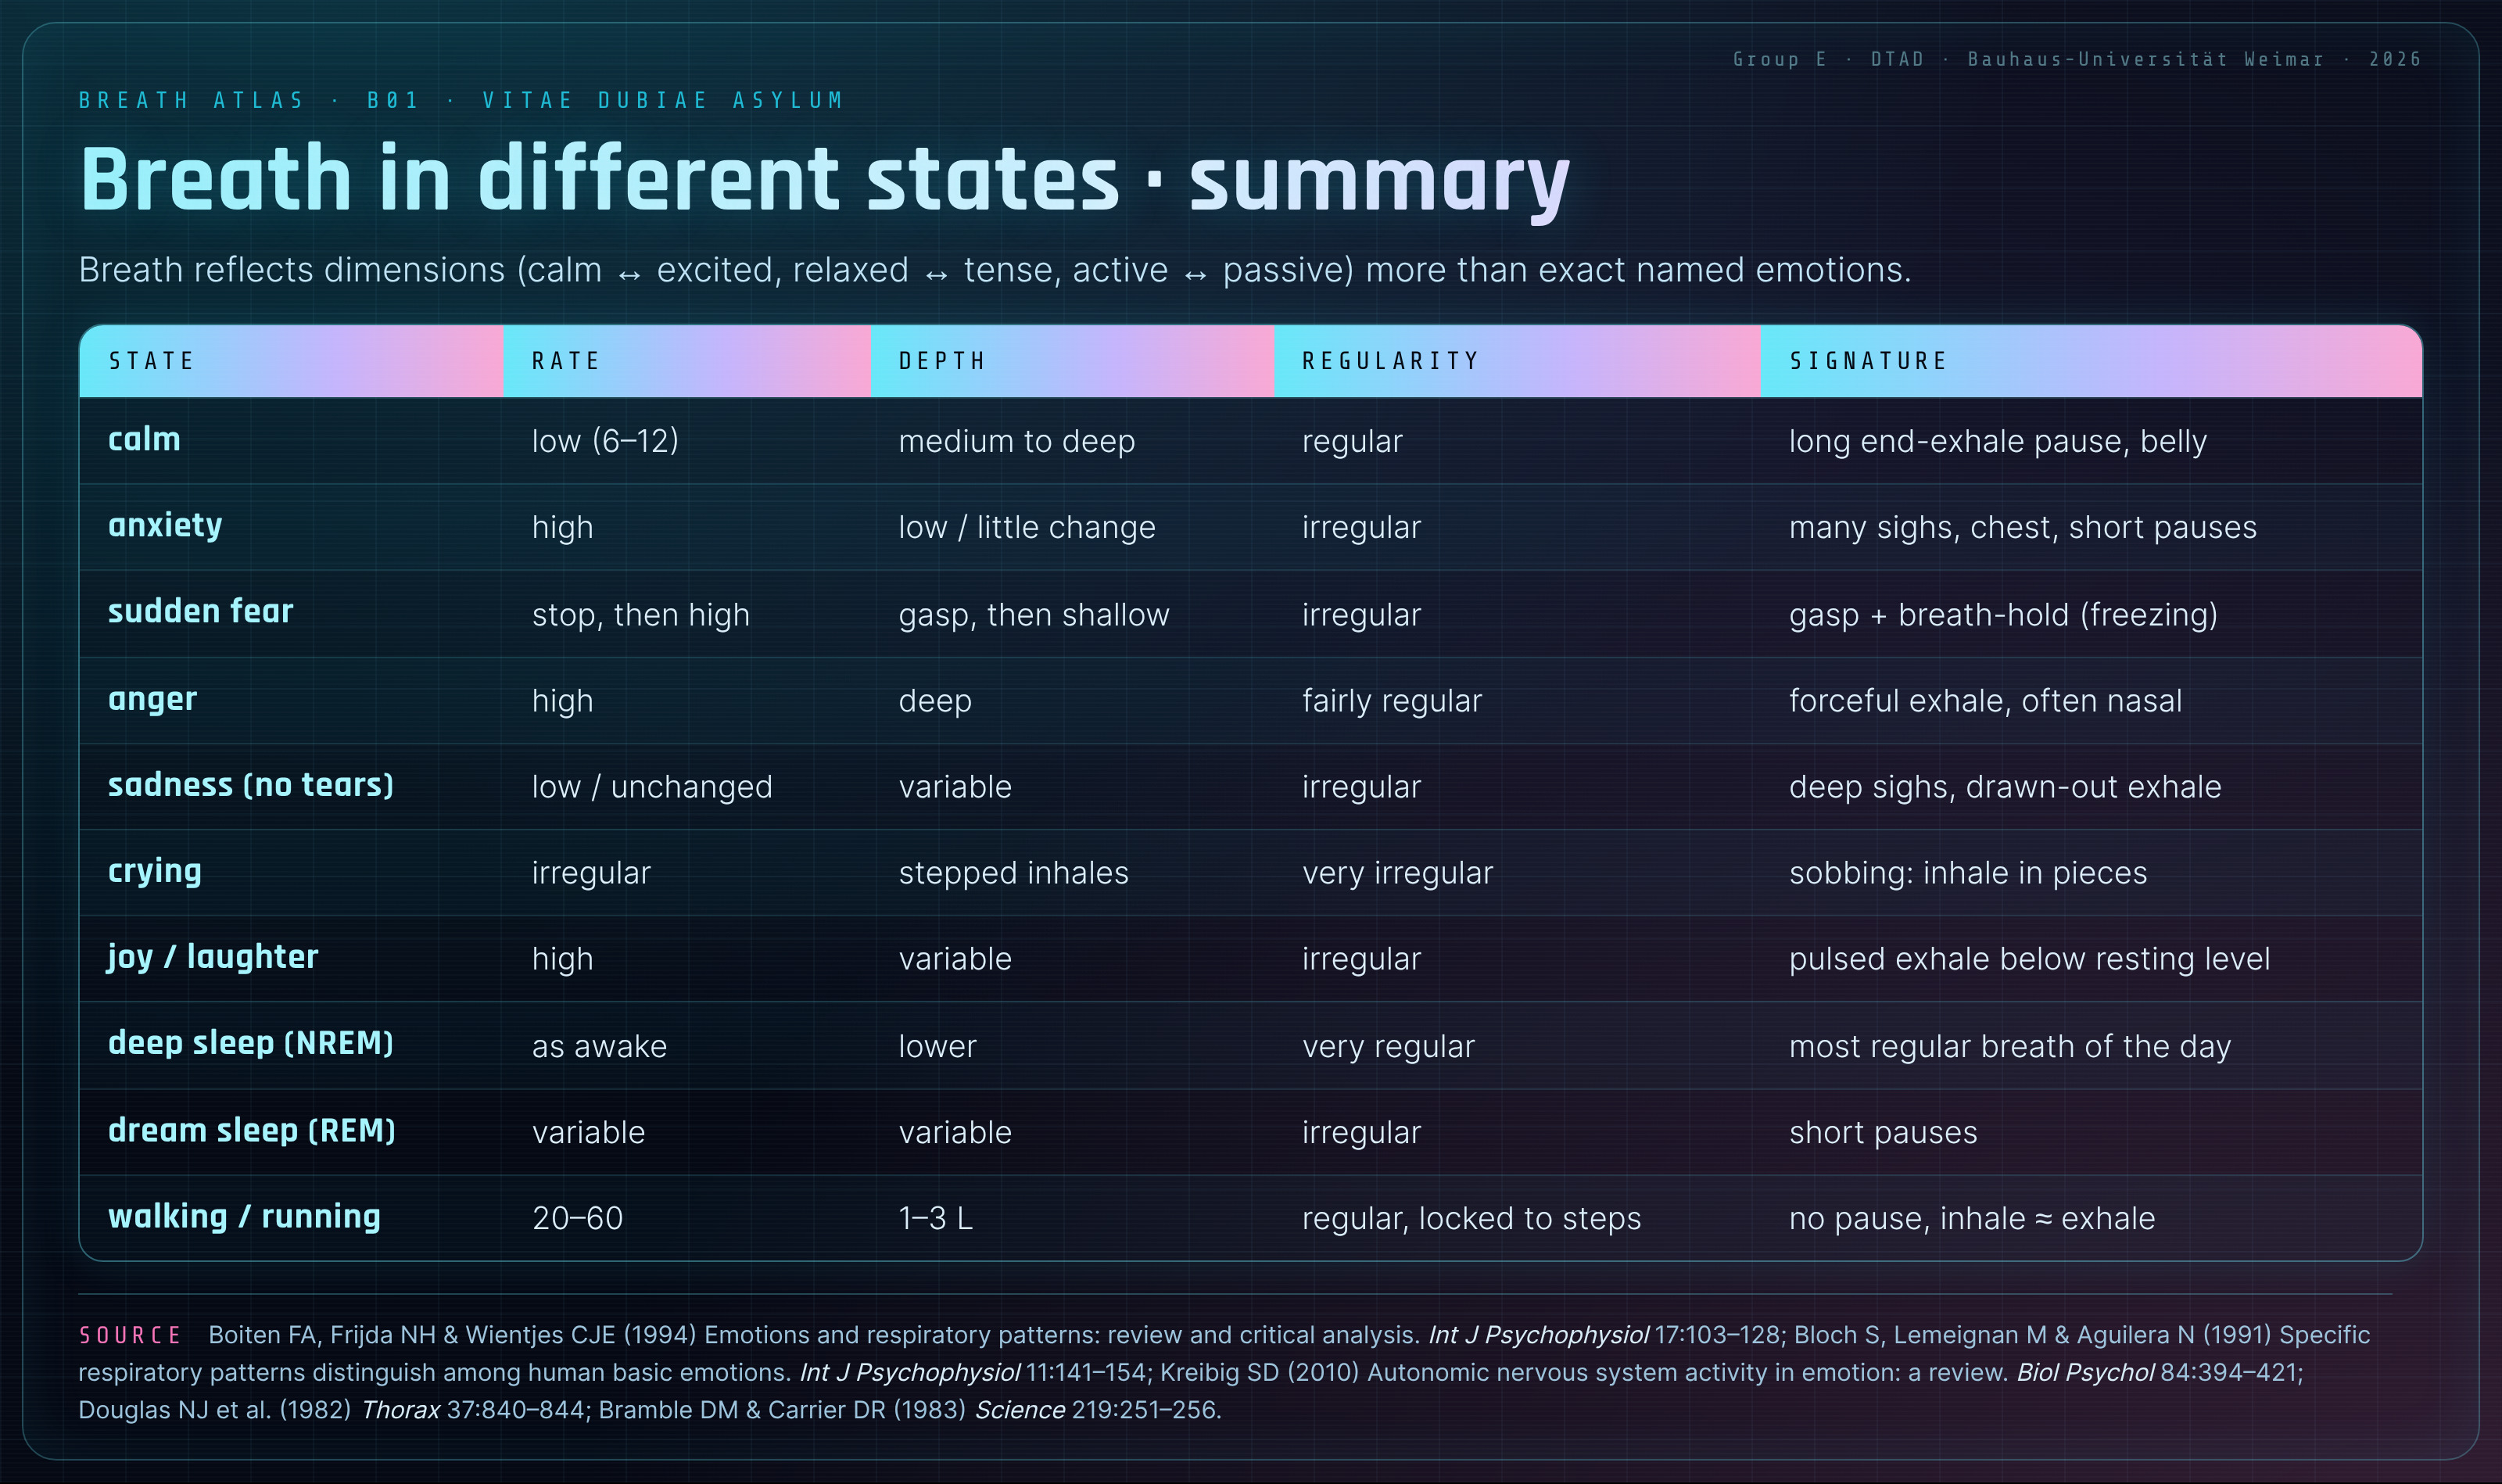 Group E · DTAD · Bauhaus-Universität Weimar · 2026
BREATH ATLAS · B01 · VITAE DUBIAE ASYLUM
Breath in different states · summary
Breath reflects dimensions (calm ↔ excited, relaxed ↔ tense, active ↔ passive) more than exact named emotions.
STATE RATE DEPTH REGULARITY SIGNATURE
calm low (6–12) medium to deep regular long end-exhale pause, belly
anxiety high low / little change irregular many sighs, chest, short pauses
sudden fear stop, then high gasp, then shallow irregular gasp + breath-hold (freezing)
anger high deep fairly regular forceful exhale, often nasal
sadness (no tears) low / unchanged variable irregular deep sighs, drawn-out exhale
crying irregular stepped inhales very irregular sobbing: inhale in pieces
joy / laughter high variable irregular pulsed exhale below resting level
deep sleep (NREM) as awake lower very regular most regular breath of the day
dream sleep (REM) variable variable irregular short pauses
walking / running 20–60 1–3 L regular, locked to steps no pause, inhale ≈ exhale
SOURCE Boiten FA, Frijda NH & Wientjes CJE (1994) Emotions and respiratory patterns: review and critical analysis. Int J Psychophysiol 17:103–128; Bloch S, Lemeignan M & Aguilera N (1991) Specific
respiratory patterns distinguish among human basic emotions. Int J Psychophysiol 11:141–154; Kreibig SD (2010) Autonomic nervous system activity in emotion: a review. Biol Psychol 84:394–421;
Douglas NJ et al. (1982) Thorax 37:840–844; Bramble DM & Carrier DR (1983) Science 219:251–256.